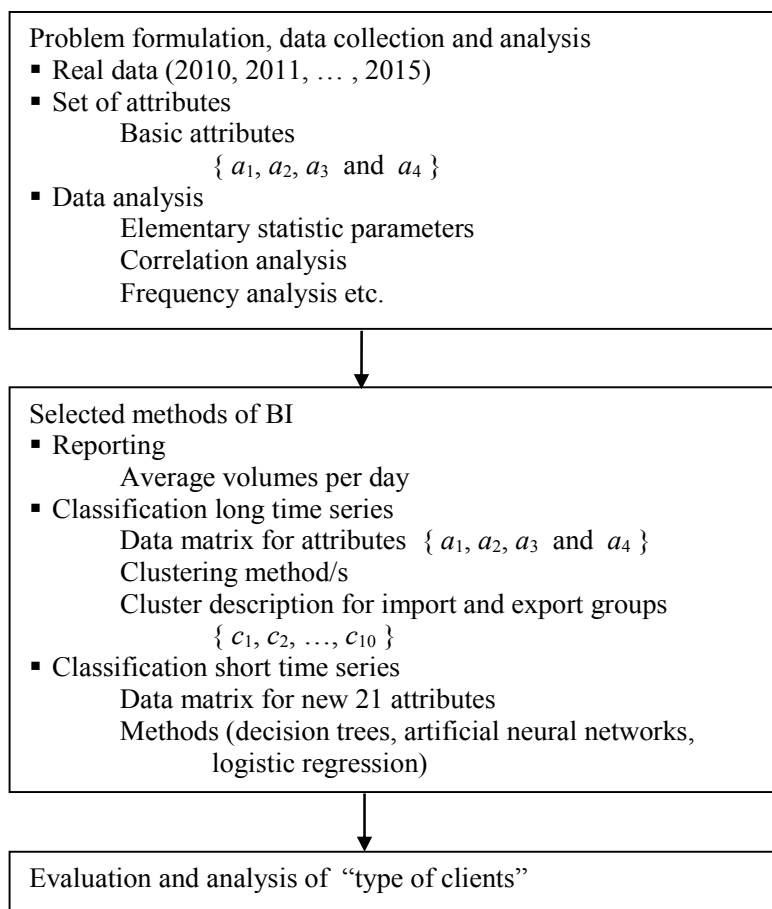 Problem formulation, data collection and analysis
▪ Real data (2010, 2011, … , 2015)
▪ Set of attributes
Basic attributes
{ a₁, a₂, a₃ and a₄ }
▪ Data analysis
Elementary statistic parameters
Correlation analysis
Frequency analysis etc.
Selected methods of BI
▪ Reporting
Average volumes per day
▪ Classification long time series
Data matrix for attributes { a₁, a₂, a₃ and a₄ }
Clustering method/s
Cluster description for import and export groups
{ c₁, c₂, …, c₁₀ }
▪ Classification short time series
Data matrix for new 21 attributes
Methods (decision trees, artificial neural networks,
logistic regression)
Evaluation and analysis of “type of clients”